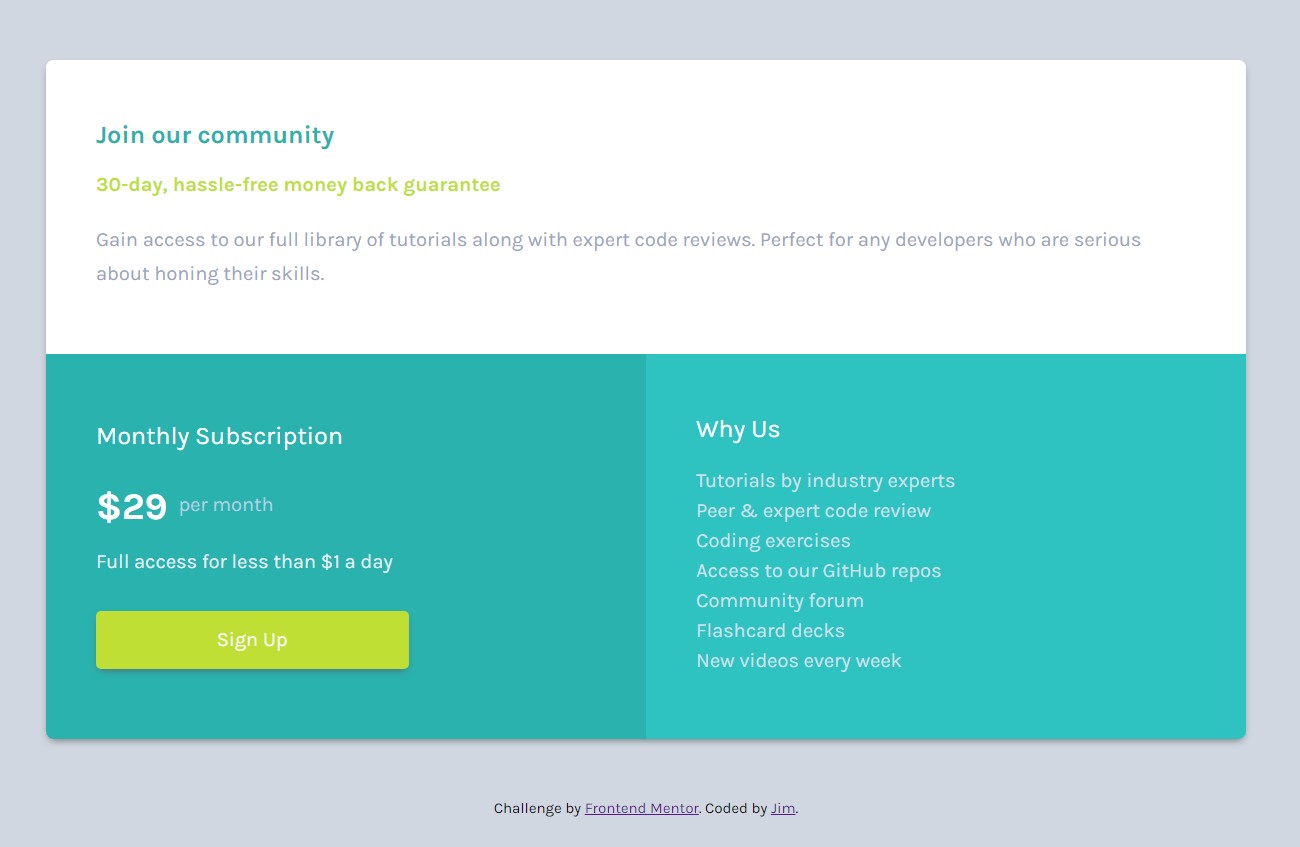 Join our community
30-day, hassle-free money back guarantee
Gain access to our full library of tutorials along with expert code reviews. Perfect for any developers who are serious
about honing their skills.
Monthly Subscription
$29 per month
Full access for less than $1 a day
Sign Up
Why Us
Tutorials by industry experts
Peer & expert code review
Coding exercises
Access to our GitHub repos
Community forum
Flashcard decks
New videos every week
Challenge by Frontend Mentor. Coded by Jim.